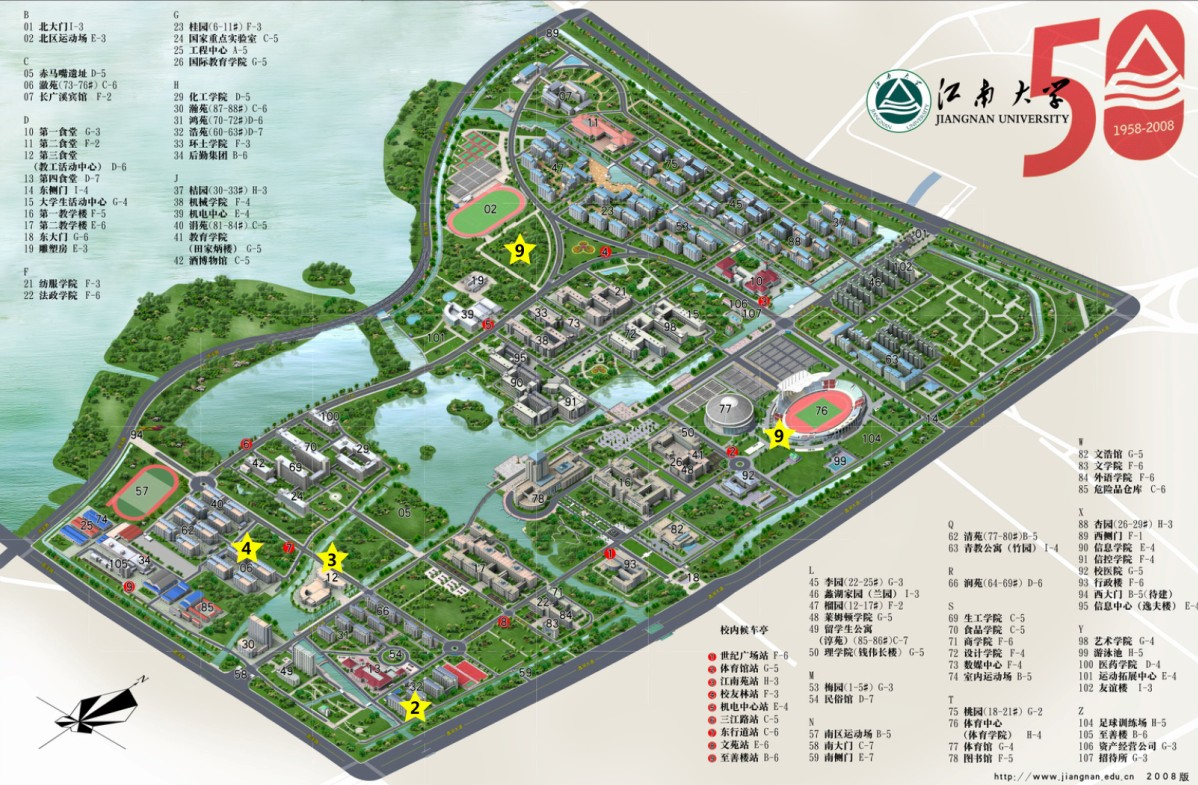 B
01 北大门I-3
02 北区运动场 E-3
C
05 赤马嘴遗址 D-5
06 澈苑(73-76#) C-6
07 长广溪宾馆 F-2
D
10 第一食堂 G-3
11 第二食堂 F-2
12 第三食堂
(教工活动中心) D-6
13 第四食堂 D-7
14 东侧门 I-4
15 大学生活动中心 G-4
16 第一教学楼 F-5
17 第二教学楼 E-6
18 东大门 G-6
19 雕塑房 E-3
F
21 纺服学院 F-3
22 法政学院 F-6
G
23 桂园(6-11#) F-3
24 国家重点实验室 C-5
25 工程中心 A-5
26 国际教育学院 G-5
H
29 化工学院 D-5
30 瀚苑(87-88#) C-6
31 鸿苑(70-72#)D-6
32 浩苑(60-63#)D-7
33 环土学院 F-3
34 后勤集团 B-6
J
37 桔园(30-33#) H-3
38 机械学院 F-4
39 机电中心 E-4
40 涓苑(81-84#) C-5
41 教育学院
(田家炳楼) G-5
42 酒博物馆 C-5
江南大学
JIANGNAN UNIVERSITY
50
1958-2008
校内候车亭
1 世纪广场站 F-6
2 体育馆站 G-5
3 江南苑站 H-3
4 校友林站 F-3
5 机电中心站 E-4
6 三江路站 C-5
7 东行道站 C-6
8 文苑站 E-6
9 至善楼站 B-6
L
45 李园(22-25#) G-3
46 蠡湖家园(兰园) I-3
47 榴园(12-17#) F-2
48 莱姆顿学院 G-5
49 留学生公寓
(淳苑)(85-86#)C-7
50 理学院(钱伟长楼) G-5
M
53 梅园(1-5#) G-3
54 民俗馆 D-7
N
57 南区运动场 B-5
58 南大门 C-7
59 南侧门 E-7
Q
62 清苑(77-80#)B-5
63 青教公寓(竹园) I-4
R
66 润苑(64-69#) D-6
S
69 生工学院 C-5
70 食品学院 C-5
71 商学院 F-6
72 设计学院 F-4
73 数媒中心 F-4
74 室内运动场 B-5
T
75 桃园(18-21#) G-2
76 体育中心
(体育学院) H-4
77 体育馆 G-4
78 图书馆 F-5
W
82 文浩馆 G-5
83 文学院 F-6
84 外语学院 F-6
85 危险品仓库 C-6
X
88 杏园(26-29#) H-3
89 西侧门 F-1
90 信息学院 E-4
91 信控学院 F-4
92 校医院 G-5
93 行政楼 F-6
94 西大门 B-5(待建)
95 信息中心(逸夫楼) E-4
Y
98 艺术学院 G-4
99 游泳池 H-5
100 医药学院 D-4
101 运动拓展中心 E-4
102 友谊楼 I-3
Z
104 足球训练场 H-5
105 至善楼 B-6
106 资产经营公司 G-3
107 招待所 G-3
http://www.jiangnan.edu.cn 2008版
N